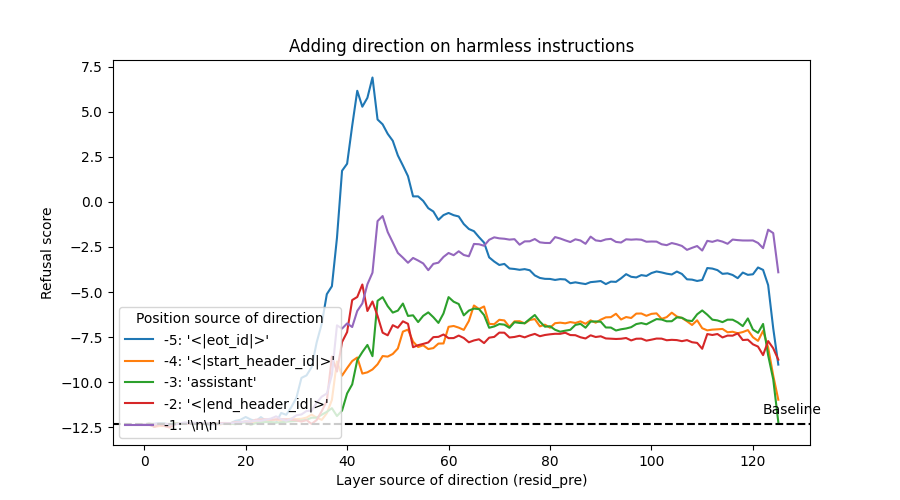 Adding direction on harmless instructions
7.5
5.0
2.5
0.0
−2.5
−5.0
−7.5
−10.0
−12.5
Refusal score
Position source of direction
-5: '<|eot_id|>'
-4: '<|start_header_id|>'
-3: 'assistant'
-2: '<|end_header_id|>'
-1: '\n\n'
Baseline
0 20 40 60 80 100 120
Layer source of direction (resid_pre)